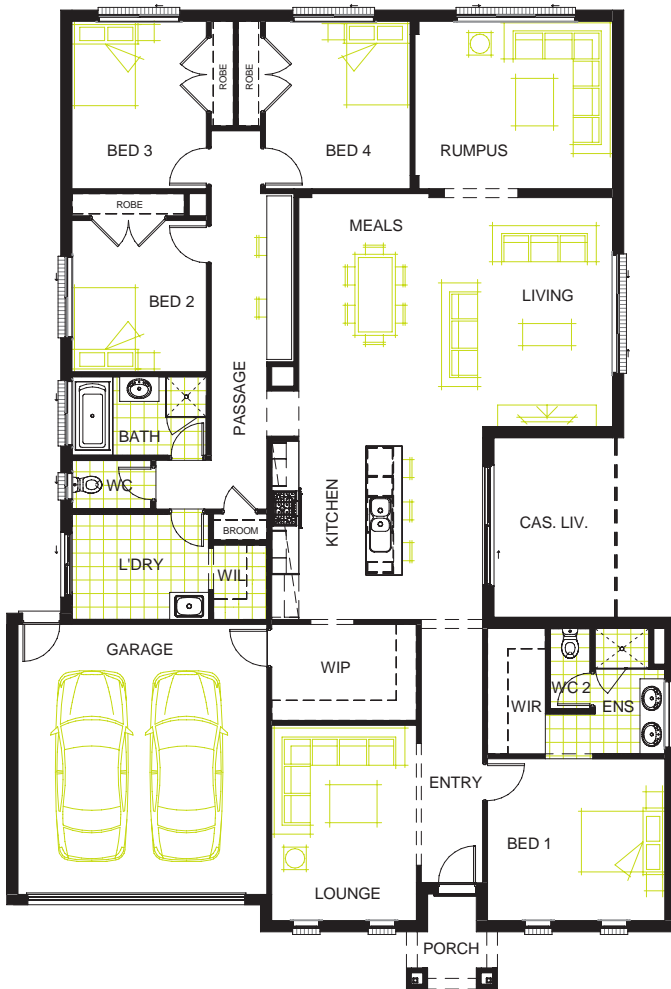 ROBE
ROBE
BED 3
BED 4
RUMPUS
ROBE
MEALS
BED 2
LIVING
PASSAGE
BATH
WC
KITCHEN
CAS. LIV.
BROOM
L'DRY
WIL
GARAGE
WIP
WC 2
WIR
ENS
ENTRY
BED 1
LOUNGE
PORCH